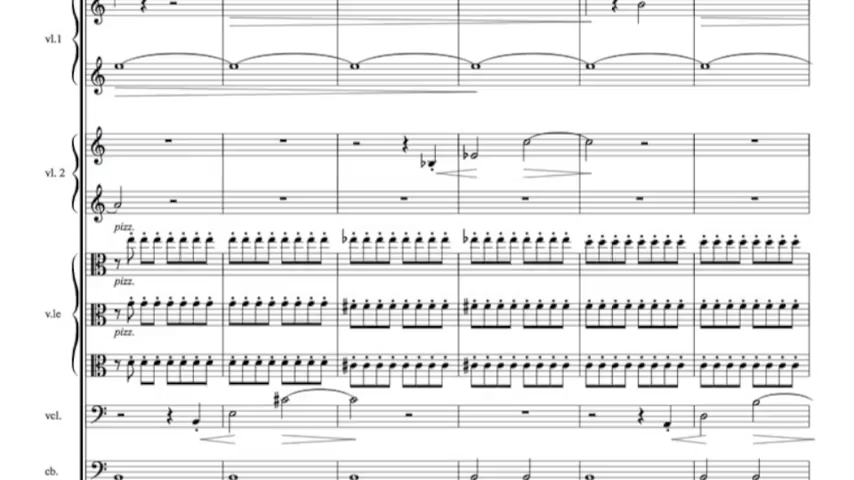 vl.1
vl. 2
pizz.
pizz.
v.le
pizz.
vcl.
cb.